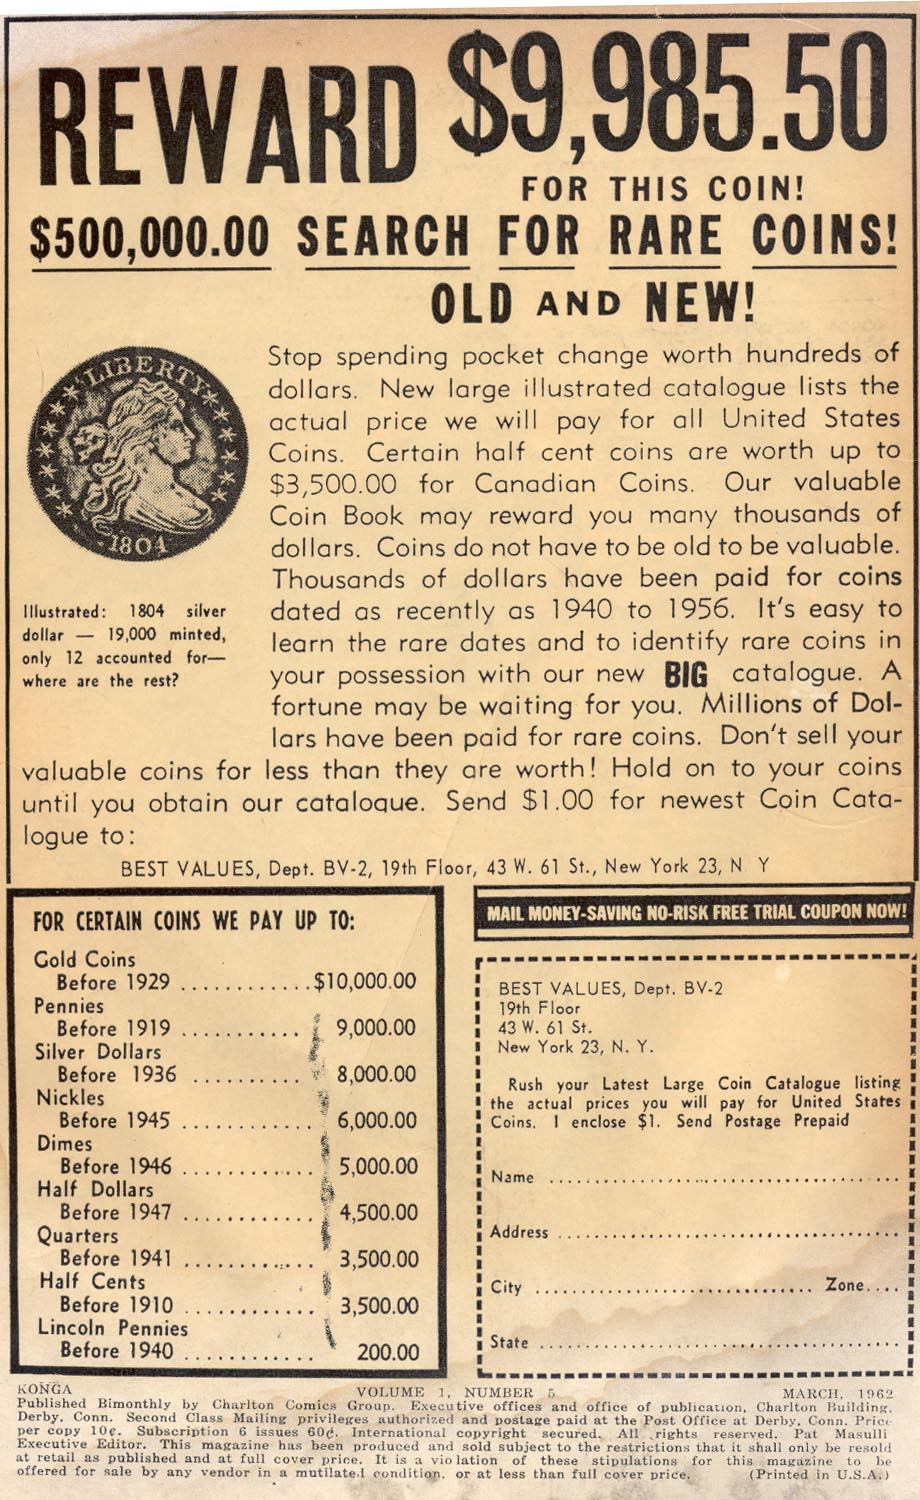 REWARD $9,985.50
FOR THIS COIN!
$500,000.00 SEARCH FOR RARE COINS!
OLD AND NEW!
LIBERTY
1804
Illustrated: 1804 silver
dollar — 19,000 minted,
only 12 accounted for—
where are the rest?
Stop spending pocket change worth hundreds of
dollars. New large illustrated catalogue lists the
actual price we will pay for all United States
Coins. Certain half cent coins are worth up to
$3,500.00 for Canadian Coins. Our valuable
Coin Book may reward you many thousands of
dollars. Coins do not have to be old to be valuable.
Thousands of dollars have been paid for coins
dated as recently as 1940 to 1956. It's easy to
learn the rare dates and to identify rare coins in
your possession with our new BIG catalogue. A
fortune may be waiting for you. Millions of Dol-
lars have been paid for rare coins. Don't sell your
valuable coins for less than they are worth! Hold on to your coins
until you obtain our catalogue. Send $1.00 for newest Coin Cata-
logue to:
BEST VALUES, Dept. BV-2, 19th Floor, 43 W. 61 St., New York 23, N Y
FOR CERTAIN COINS WE PAY UP TO:
Gold Coins
Before 1929 ............$10,000.00
Pennies
Before 1919 ........... 9,000.00
Silver Dollars
Before 1936 .......... 8,000.00
Nickles
Before 1945 ............ 6,000.00
Dimes
Before 1946 ............ 5,000.00
Half Dollars
Before 1947 ............ 4,500.00
Quarters
Before 1941 ............ 3,500.00
Half Cents
Before 1910 ............ 3,500.00
Lincoln Pennies
Before 1940 ............ 200.00
MAIL MONEY-SAVING NO-RISK FREE TRIAL COUPON NOW!
BEST VALUES, Dept. BV-2
19th Floor
43 W. 61 St.
New York 23, N. Y.
Rush your Latest Large Coin Catalogue listing
the actual prices you will pay for United States
Coins. I enclose $1. Send Postage Prepaid
Name ......................................
Address .....................................
City .............................. Zone....
State .......................................
KONGA VOLUME 1, NUMBER 5 MARCH, 1962
Published Bimonthly by Charlton Comics Group. Executive offices and office of publication, Charlton Building,
Derby, Conn. Second Class Mailing privileges authorized and postage paid at the Post Office at Derby, Conn. Price
per copy 10¢. Subscription 6 issues 60¢. International copyright secured. All rights reserved. Pat Masulli
Executive Editor. This magazine has been produced and sold subject to the restrictions that it shall only be resold
at retail as published and at full cover price. It is a violation of these stipulations for this magazine to be
offered for sale by any vendor in a mutilated condition, or at less than full cover price. (Printed in U.S.A.)